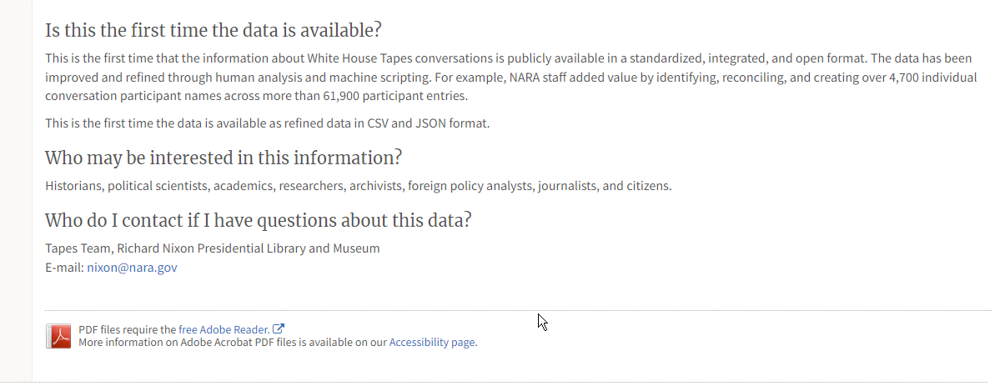 Is this the first time the data is available?
This is the first time that the information about White House Tapes conversations is publicly available in a standardized, integrated, and open format. The data has been
improved and refined through human analysis and machine scripting. For example, NARA staff added value by identifying, reconciling, and creating over 4,700 individual
conversation participant names across more than 61,900 participant entries.
This is the first time the data is available as refined data in CSV and JSON format.
Who may be interested in this information?
Historians, political scientists, academics, researchers, archivists, foreign policy analysts, journalists, and citizens.
Who do I contact if I have questions about this data?
Tapes Team, Richard Nixon Presidential Library and Museum
E-mail: nixon@nara.gov
PDF files require the free Adobe Reader.
More information on Adobe Acrobat PDF files is available on our Accessibility page.